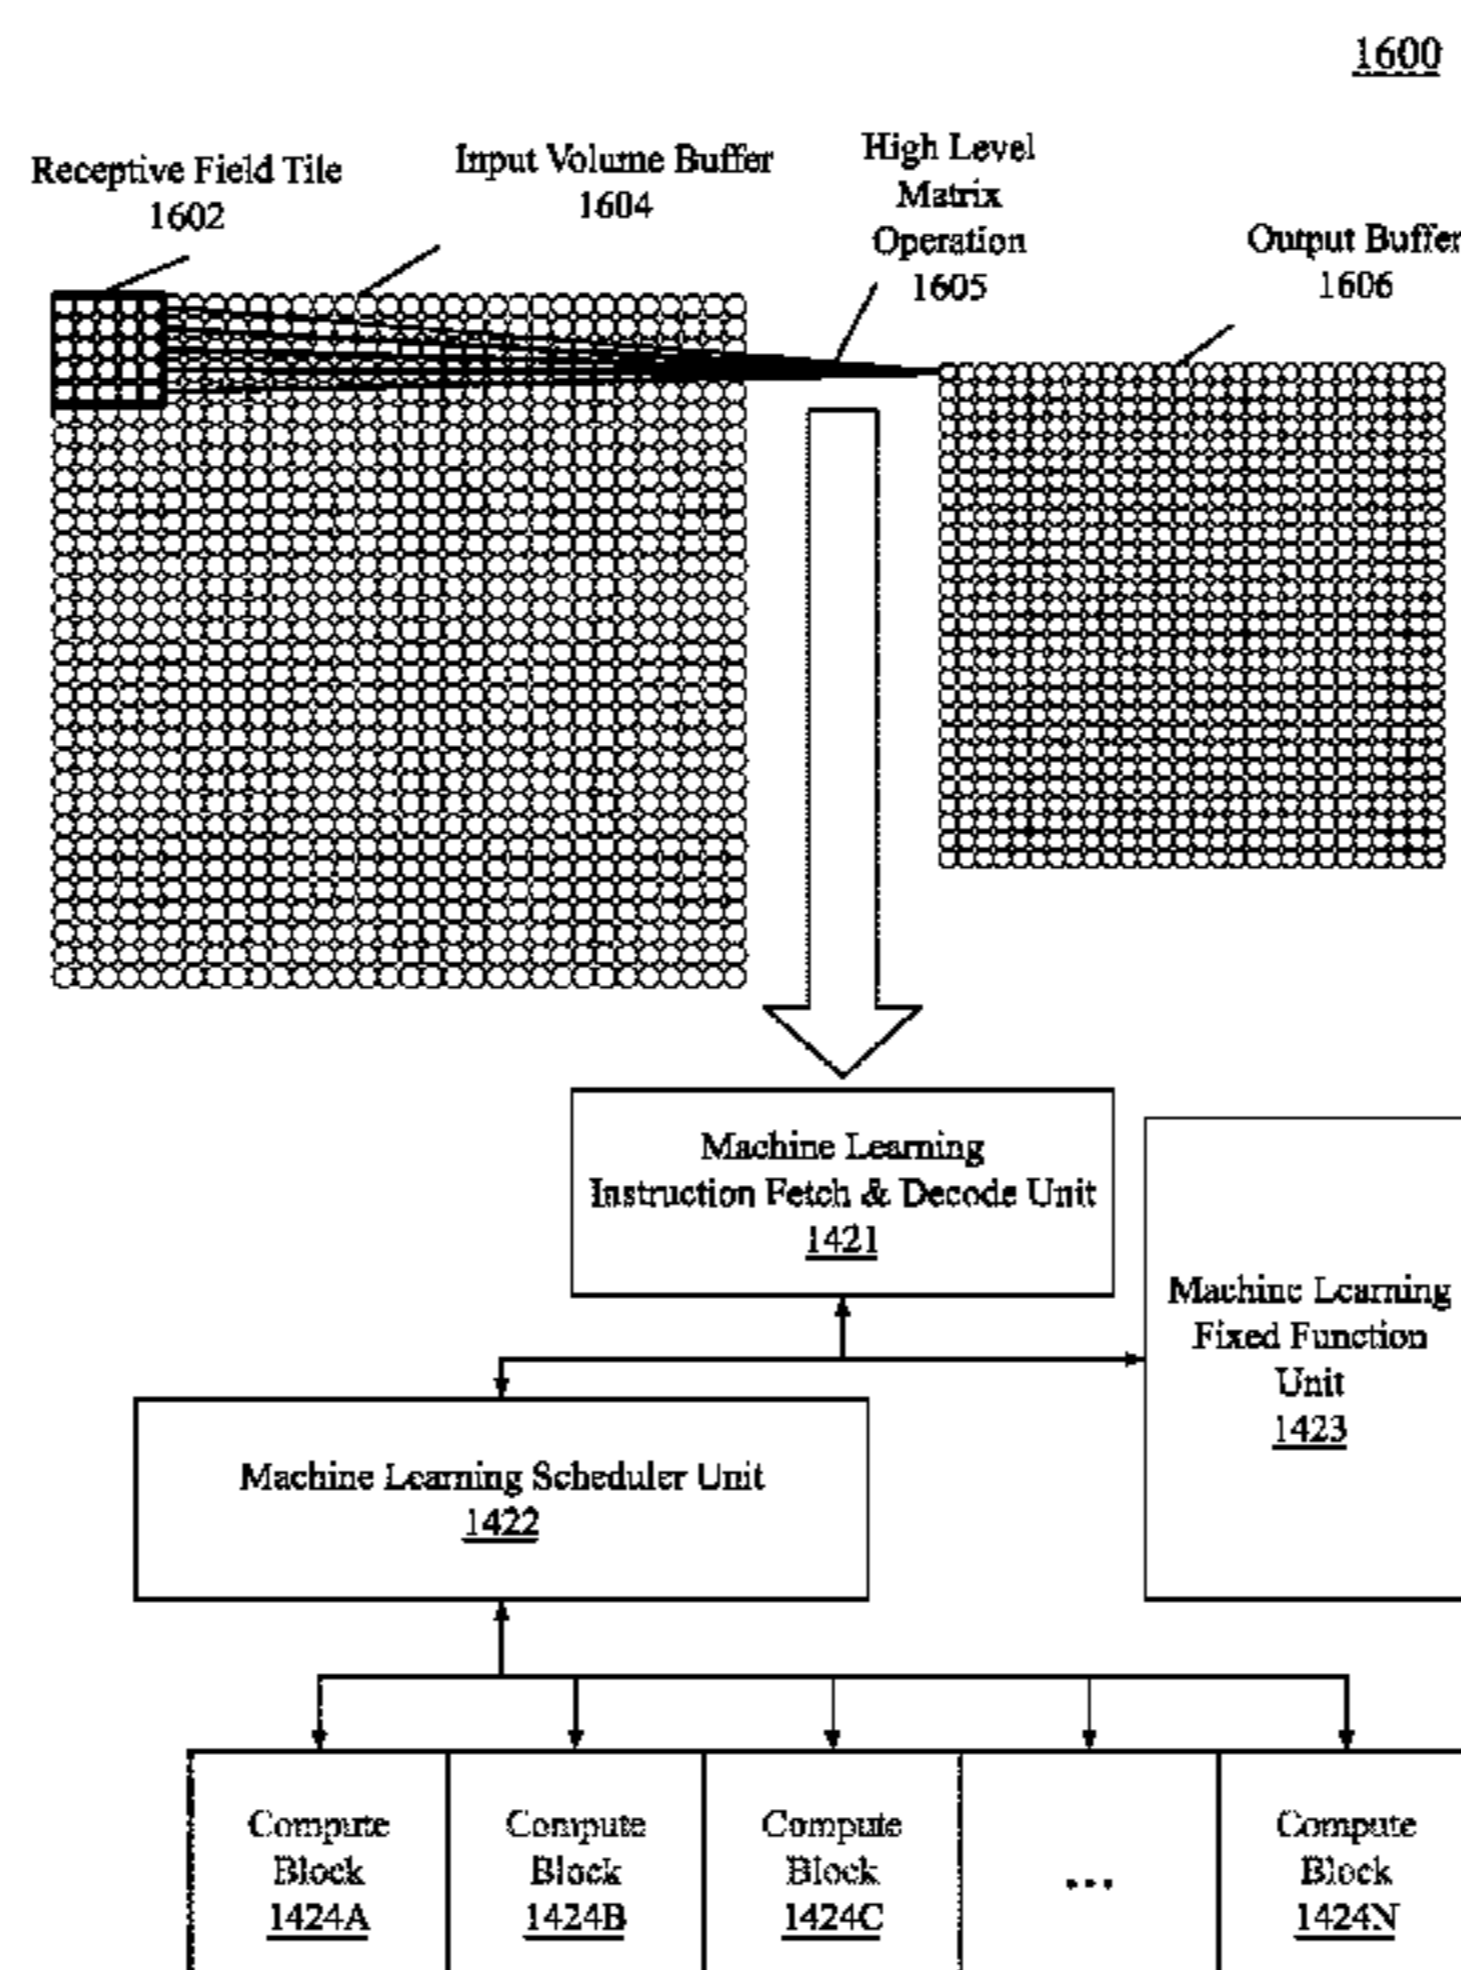 1600
Receptive Field Tile
1602
Input Volume Buffer
1604
High Level
Matrix
Operation
1605
Output Buffer
1606
Machine Learning
Instruction Fetch & Decode Unit
1421
Machine Learning
Fixed Function
Unit
1423
Machine Learning Scheduler Unit
1422
Compute
Block
1424A
Compute
Block
1424B
Compute
Block
1424C
...
Compute
Block
1424N